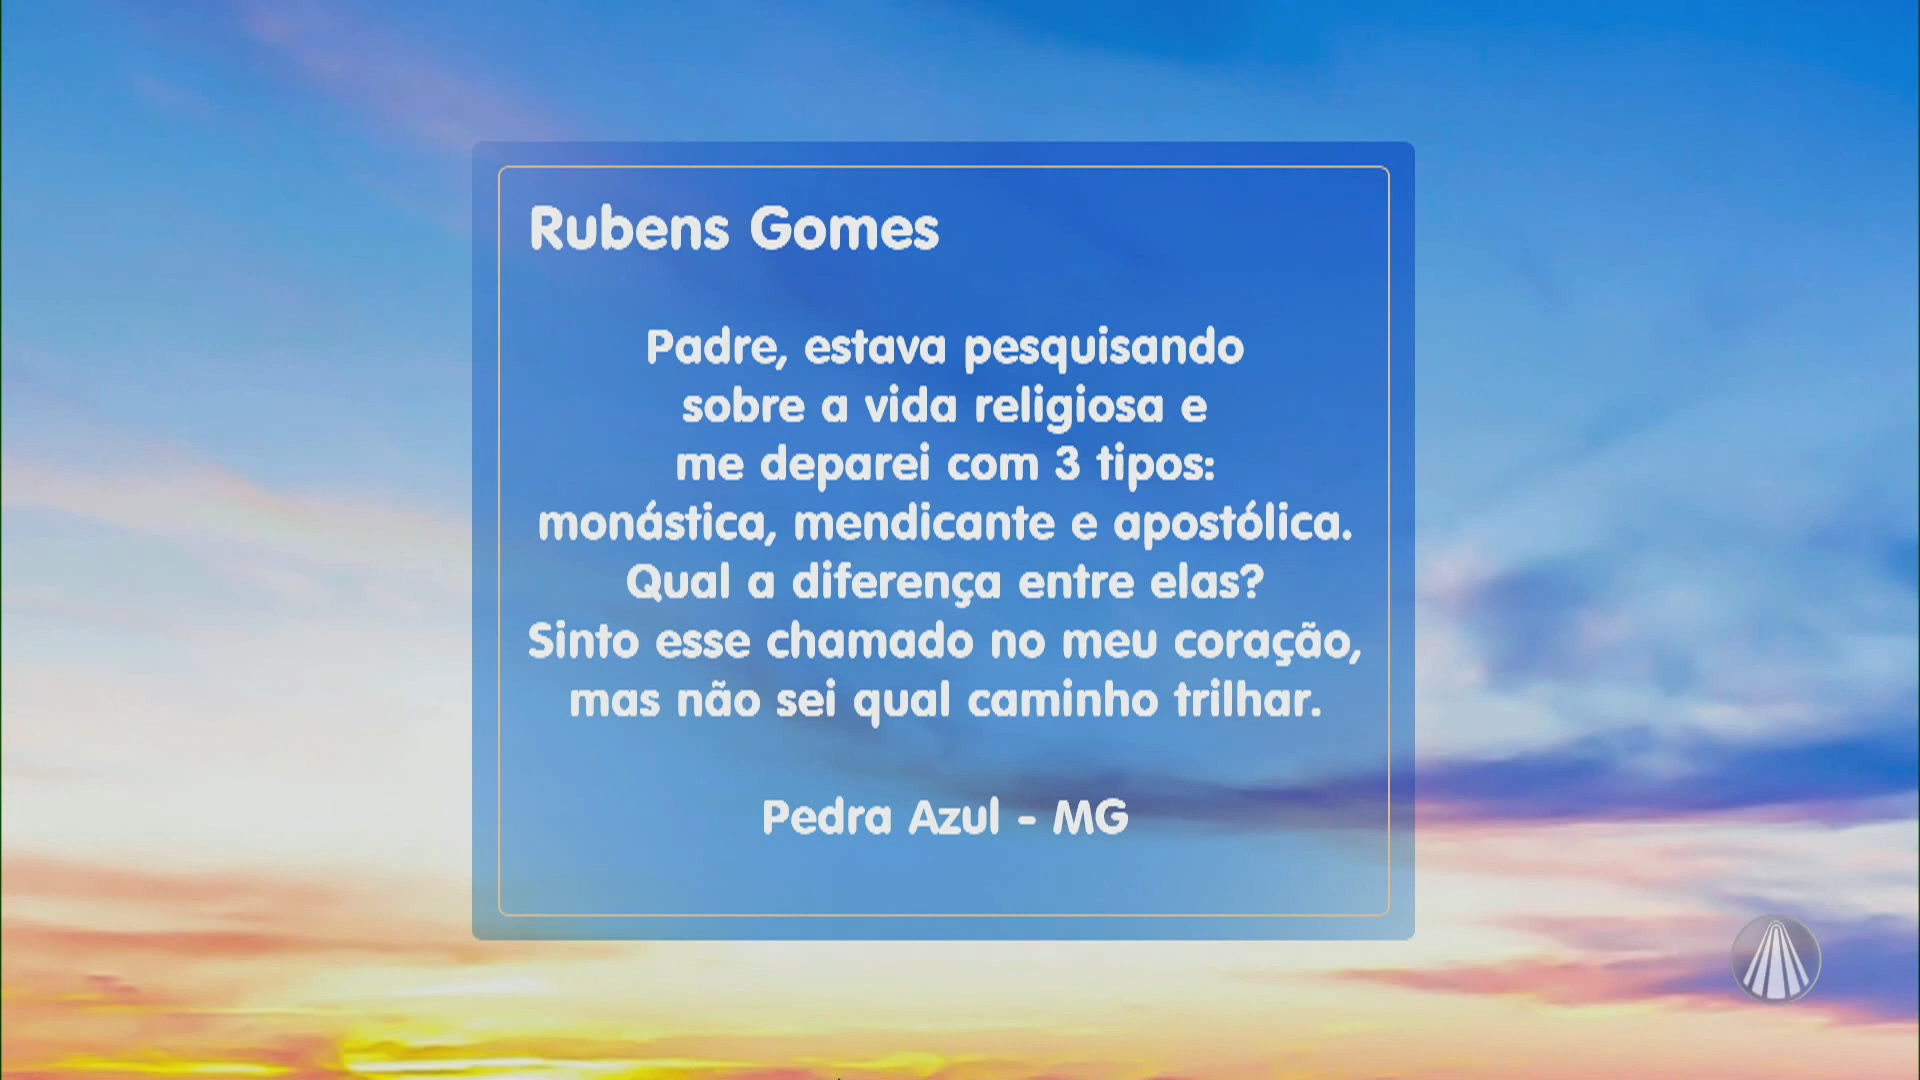 Rubens Gomes
Padre, estava pesquisando
sobre a vida religiosa e
me deparei com 3 tipos:
monástica, mendicante e apostólica.
Qual a diferença entre elas?
Sinto esse chamado no meu coração,
mas não sei qual caminho trilhar.
Pedra Azul - MG